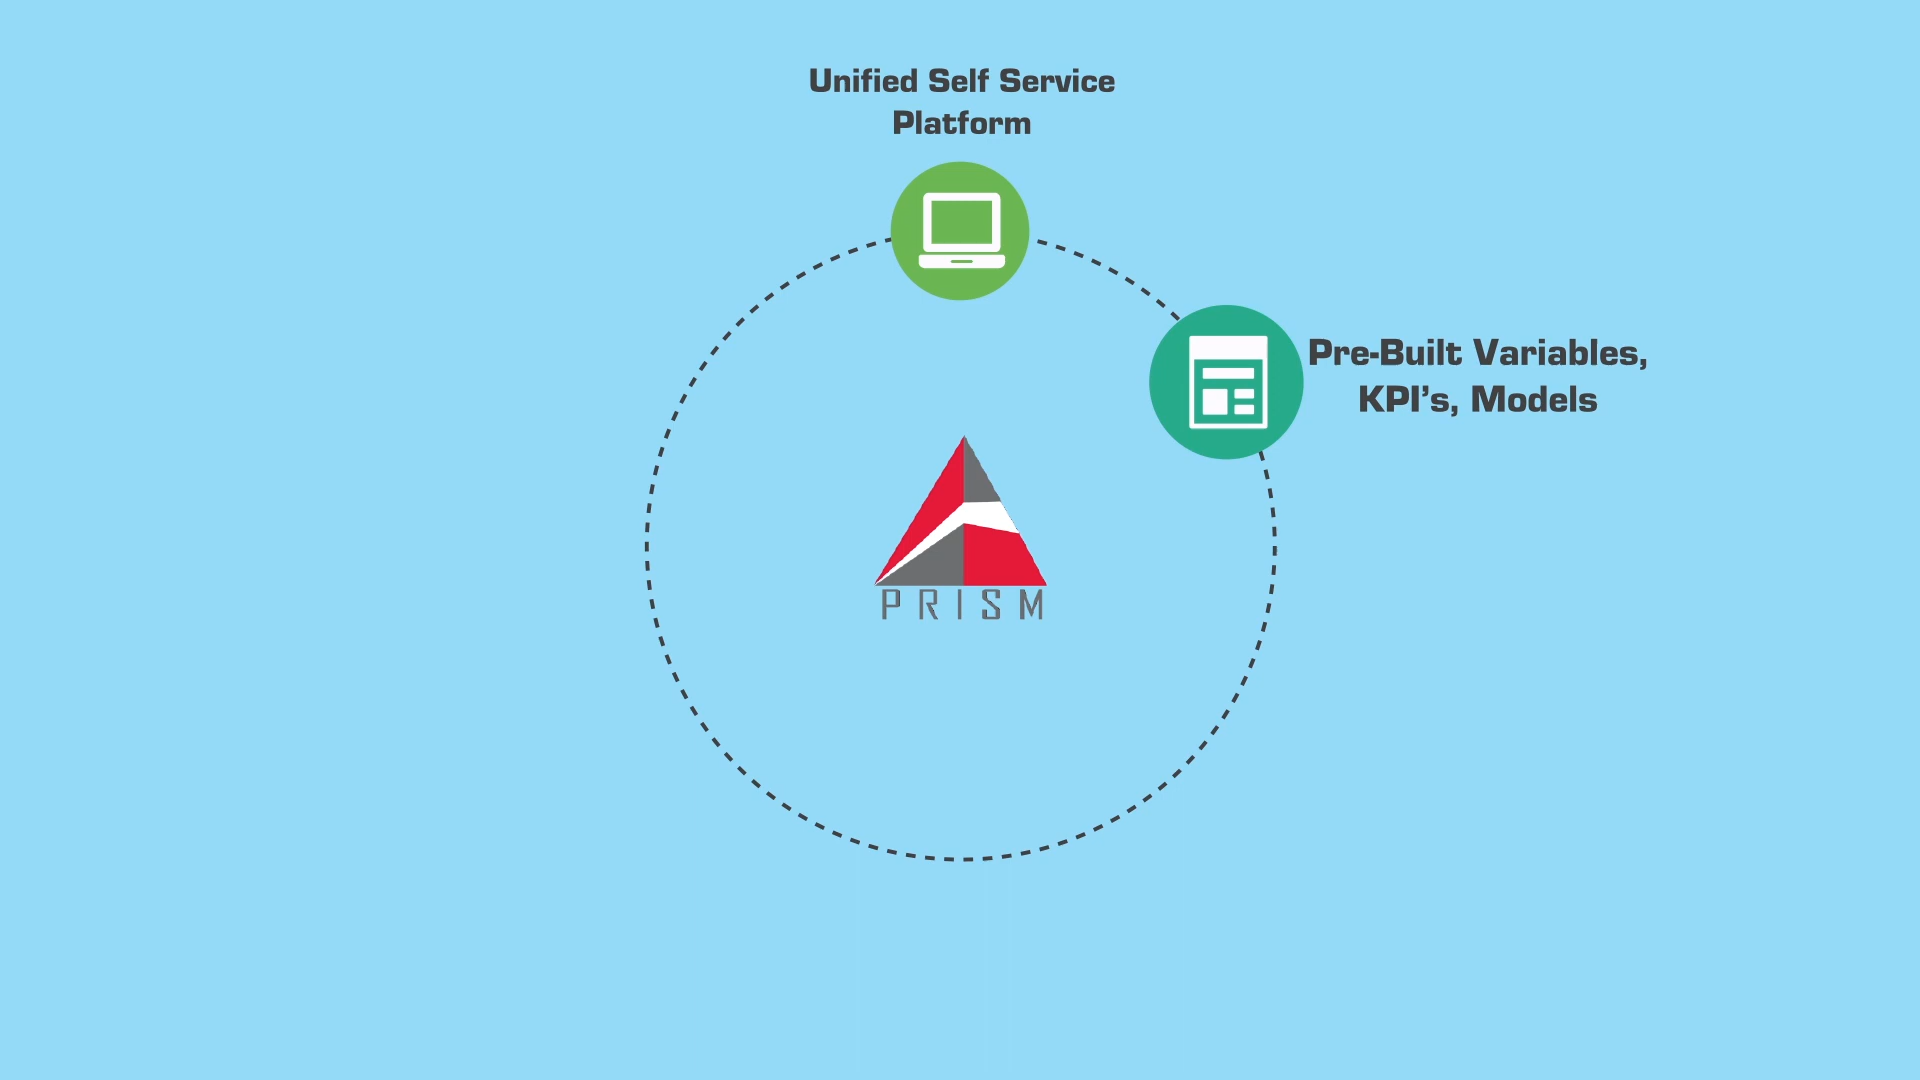 Unified Self Service
Platform
Pre-Built Variables,
KPI's, Models
PRISM